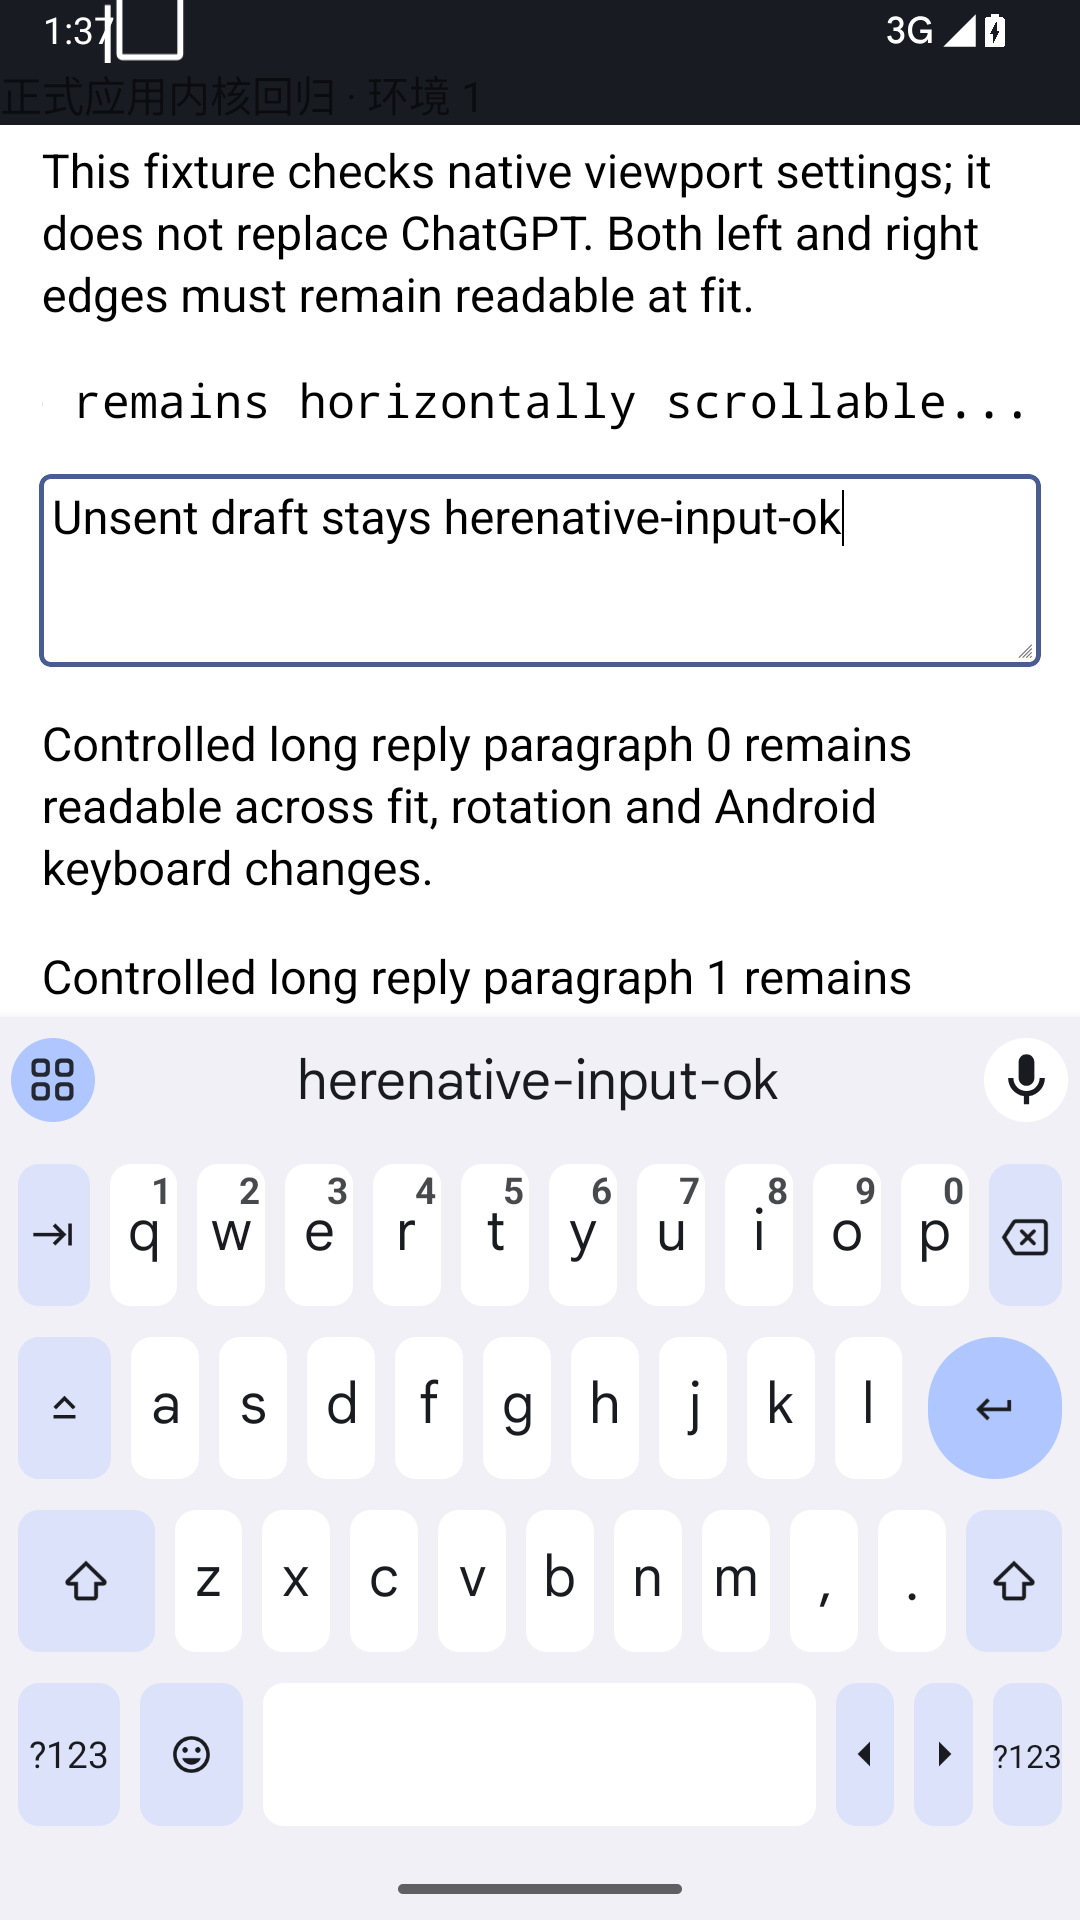 1:37
3G
正式应用内核回归 · 环境 1
This fixture checks native viewport settings; it
does not replace ChatGPT. Both left and right
edges must remain readable at fit.
remains horizontally scrollable...
Unsent draft stays herenative-input-ok
Controlled long reply paragraph 0 remains
readable across fit, rotation and Android
keyboard changes.
Controlled long reply paragraph 1 remains
herenative-input-ok
1 2 3 4 5 6 7 8 9 0
q w e r t y u i o p
a s d f g h j k l
z x c v b n m , .
?123 ?123